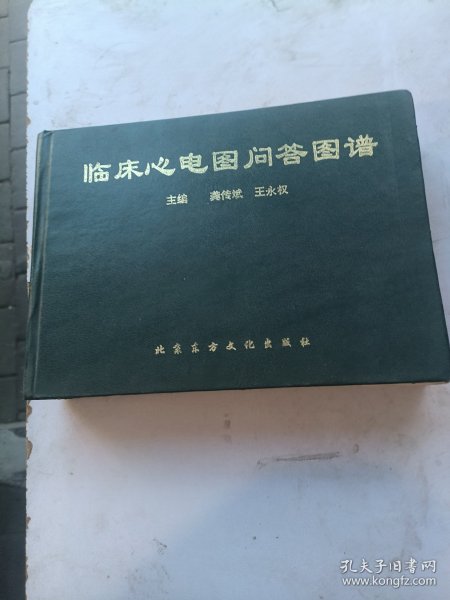 临床心电图问答图谱
主编 龚传斌 王永权
北京东方文化出版社
孔夫子旧书网
www.kongfz.com